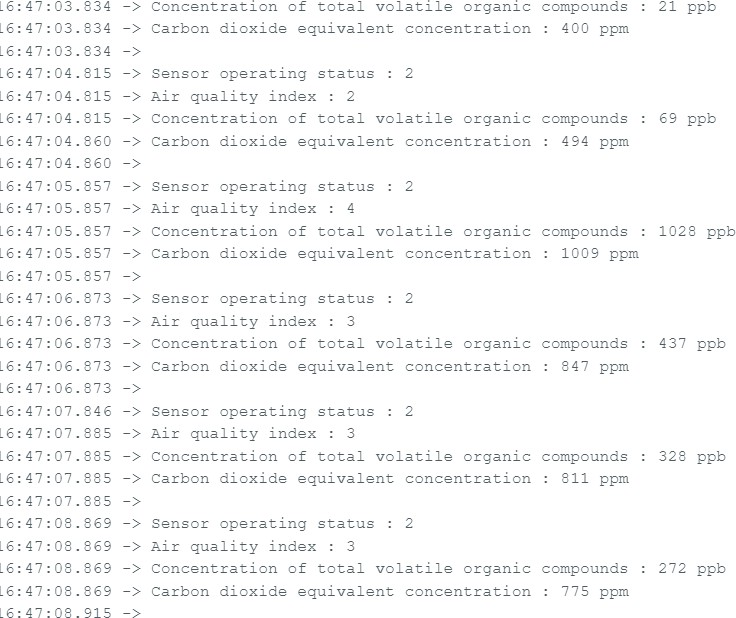 16:47:03.834 -> Concentration of total volatile organic compounds : 21 ppb
16:47:03.834 -> Carbon dioxide equivalent concentration : 400 ppm
16:47:03.834 ->
16:47:04.815 -> Sensor operating status : 2
16:47:04.815 -> Air quality index : 2
16:47:04.815 -> Concentration of total volatile organic compounds : 69 ppb
16:47:04.860 -> Carbon dioxide equivalent concentration : 494 ppm
16:47:04.860 ->
16:47:05.857 -> Sensor operating status : 2
16:47:05.857 -> Air quality index : 4
16:47:05.857 -> Concentration of total volatile organic compounds : 1028 ppb
16:47:05.857 -> Carbon dioxide equivalent concentration : 1009 ppm
16:47:05.857 ->
16:47:06.873 -> Sensor operating status : 2
16:47:06.873 -> Air quality index : 3
16:47:06.873 -> Concentration of total volatile organic compounds : 437 ppb
16:47:06.873 -> Carbon dioxide equivalent concentration : 847 ppm
16:47:06.873 ->
16:47:07.846 -> Sensor operating status : 2
16:47:07.885 -> Air quality index : 3
16:47:07.885 -> Concentration of total volatile organic compounds : 328 ppb
16:47:07.885 -> Carbon dioxide equivalent concentration : 811 ppm
16:47:07.885 ->
16:47:08.869 -> Sensor operating status : 2
16:47:08.869 -> Air quality index : 3
16:47:08.869 -> Concentration of total volatile organic compounds : 272 ppb
16:47:08.869 -> Carbon dioxide equivalent concentration : 775 ppm
16:47:08.915 ->